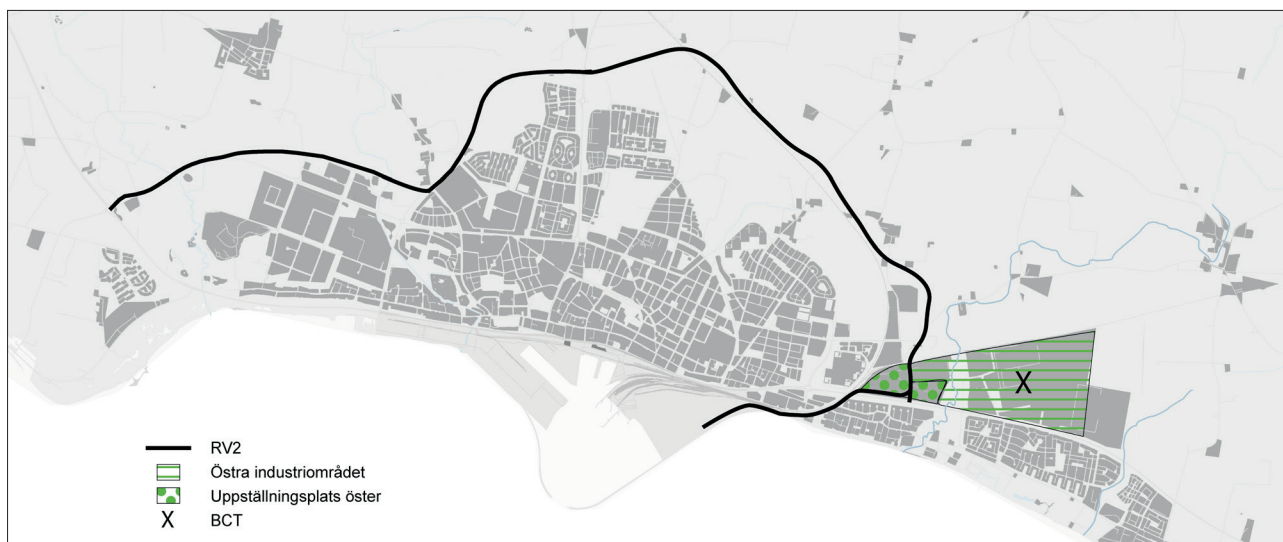 X
RV2
Östra industriområdet
Uppställningsplats öster
X BCT